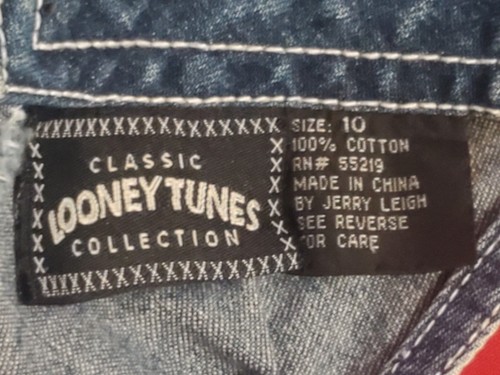 CLASSIC
LOONEY TUNES
COLLECTION
SIZE: 10
100% COTTON
RN# 55219
MADE IN CHINA
BY JERRY LEIGH
SEE REVERSE
FOR CARE